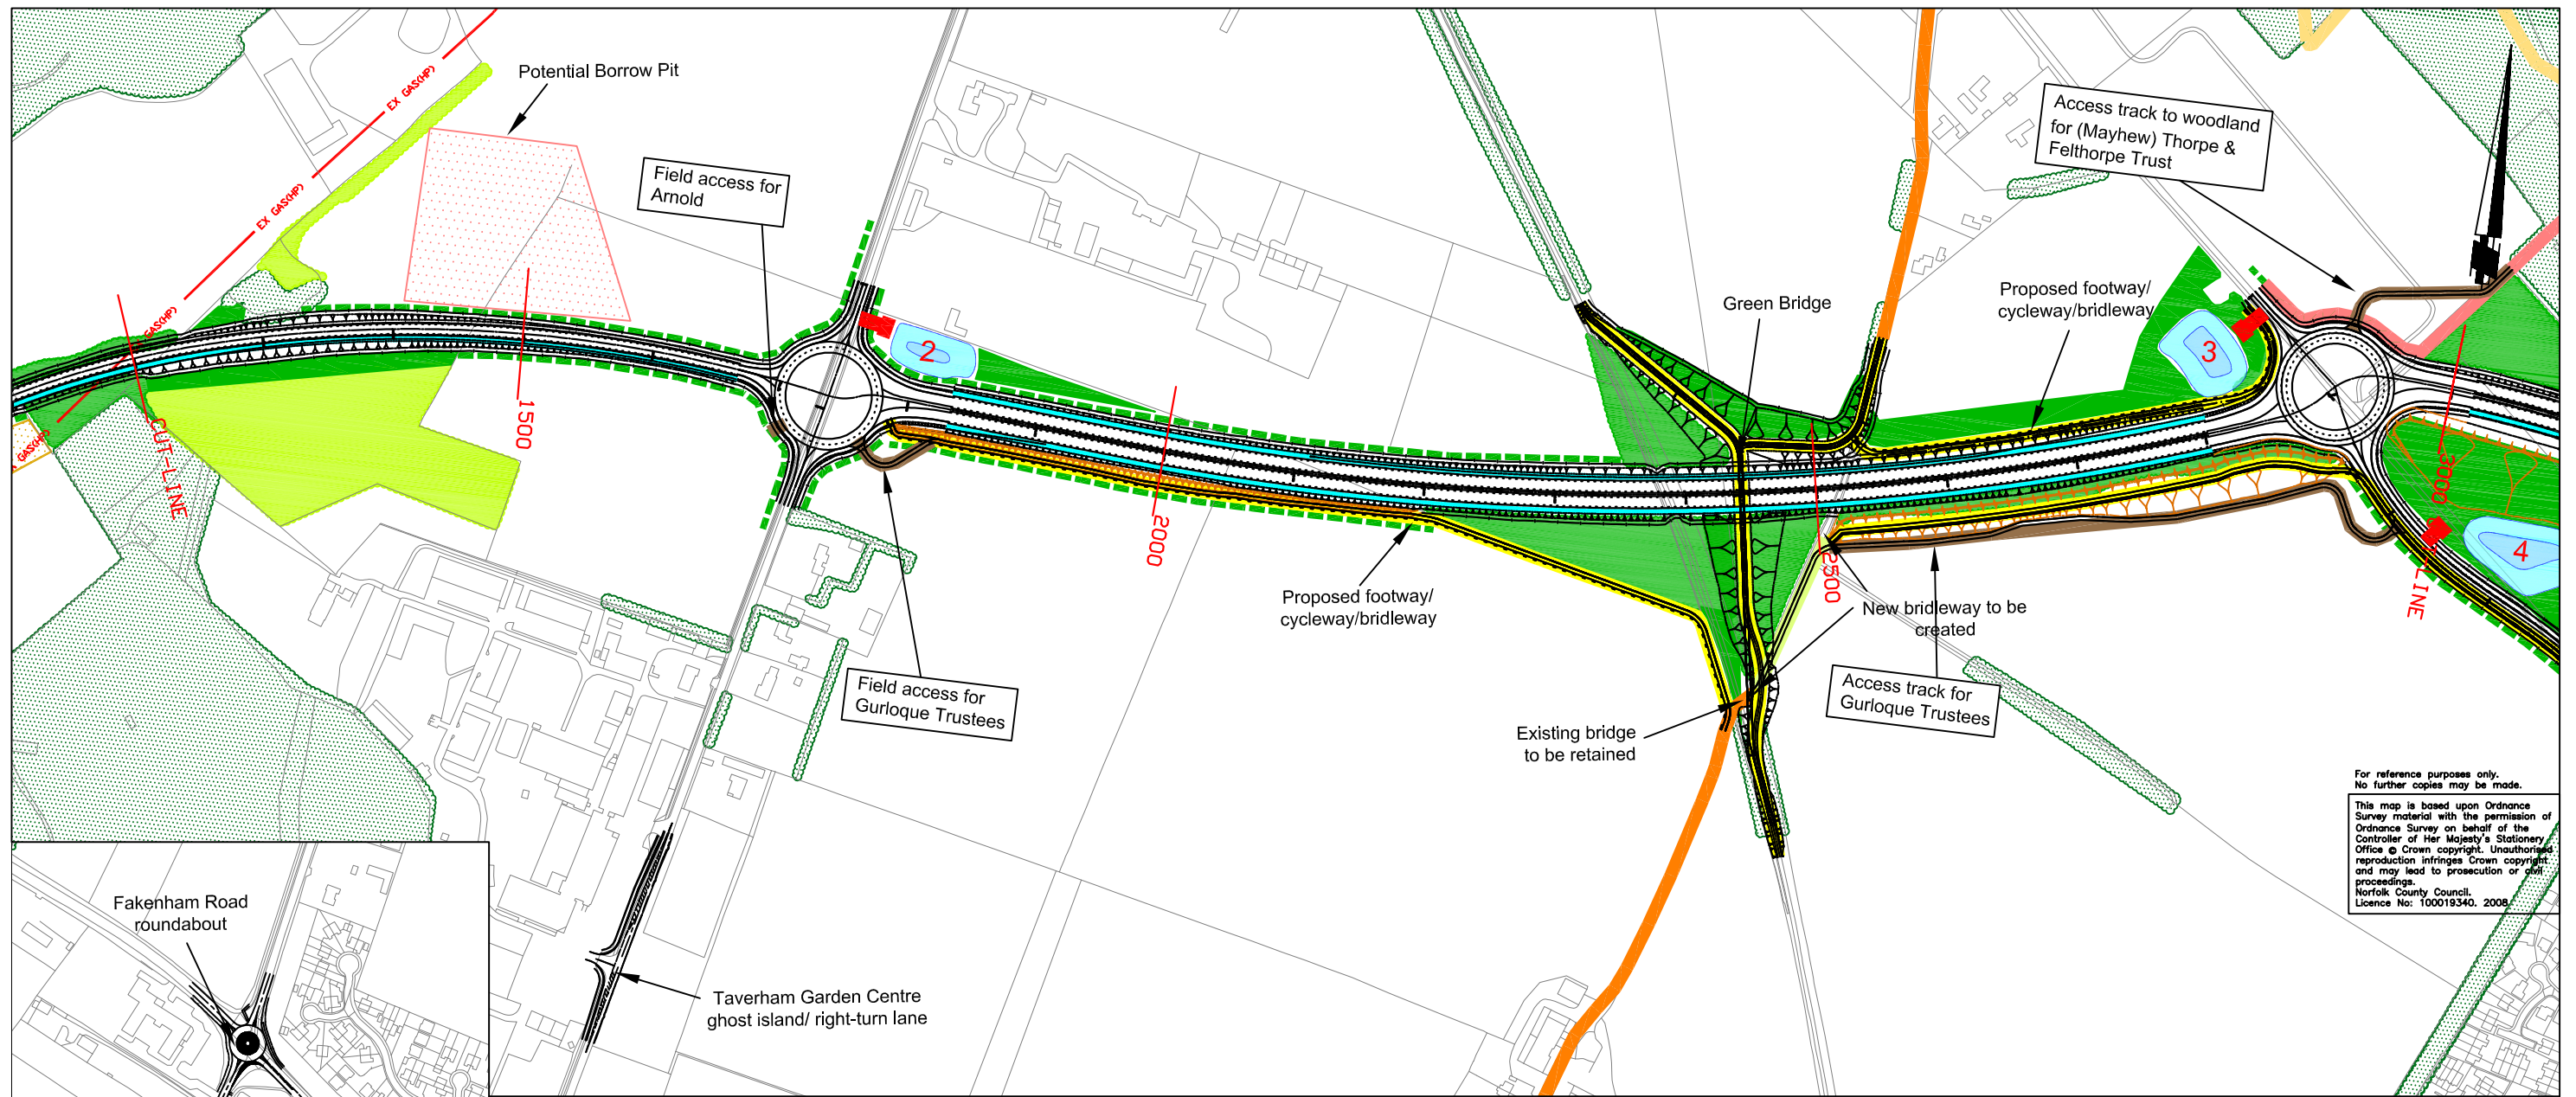 Potential Borrow Pit
EX GAS(HP)
EX GAS(HP)
EX GAS(HP)
GAS(HP)
GAS(HP)
Field access for
Arnold
Access track to woodland
for (Mayhew) Thorpe &
Felthorpe Trust
Green Bridge
Proposed footway/
cycleway/bridleway
2
3
4
CUT-LINE
1500
2000
2500
3000
LINE
Proposed footway/
cycleway/bridleway
New bridleway to be
created
Field access for
Gurloque Trustees
Access track for
Gurloque Trustees
Existing bridge
to be retained
Fakenham Road
roundabout
Taverham Garden Centre
ghost island/ right-turn lane
For reference purposes only.
No further copies may be made.
This map is based upon Ordnance
Survey material with the permission of
Ordnance Survey on behalf of the
Controller of Her Majesty's Stationery
Office © Crown copyright. Unauthorised
reproduction infringes Crown copyright
and may lead to prosecution or civil
proceedings.
Norfolk County Council.
Licence No: 100019340. 2008